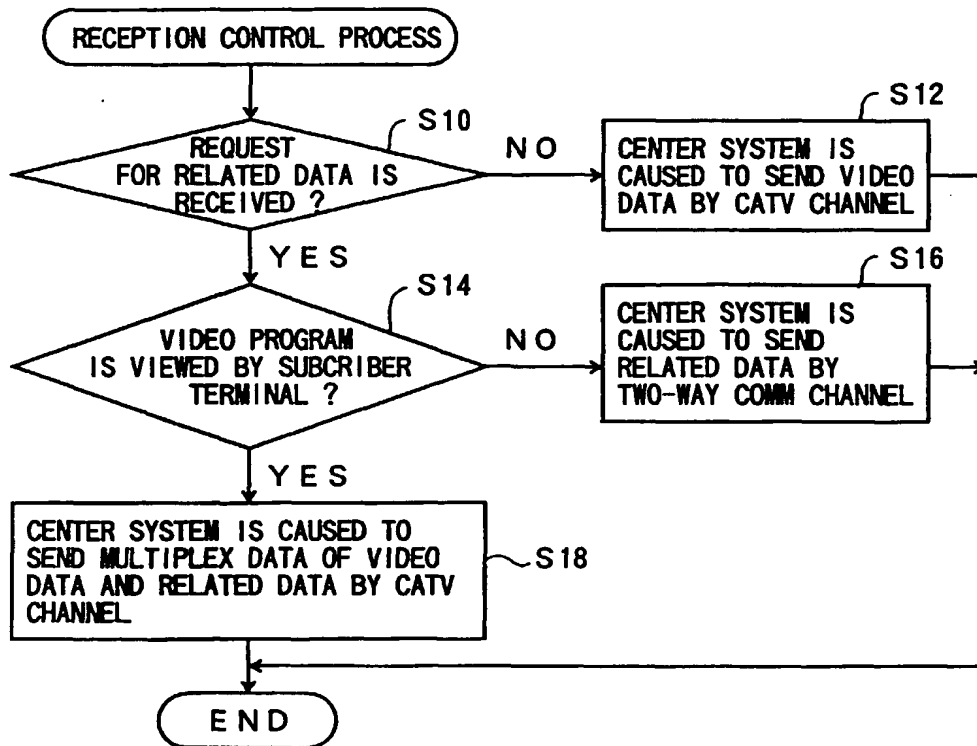 RECEPTION CONTROL PROCESS
S10
REQUEST
FOR RELATED DATA IS
RECEIVED ?
NO
S12
CENTER SYSTEM IS
CAUSED TO SEND VIDEO
DATA BY CATV CHANNEL
YES
S14
VIDEO PROGRAM
IS VIEWED BY SUBCRIBER
TERMINAL ?
NO
S16
CENTER SYSTEM IS
CAUSED TO SEND
RELATED DATA BY
TWO-WAY COMM CHANNEL
YES
CENTER SYSTEM IS CAUSED TO
SEND MULTIPLEX DATA OF VIDEO
DATA AND RELATED DATA BY CATV
CHANNEL
S18
END